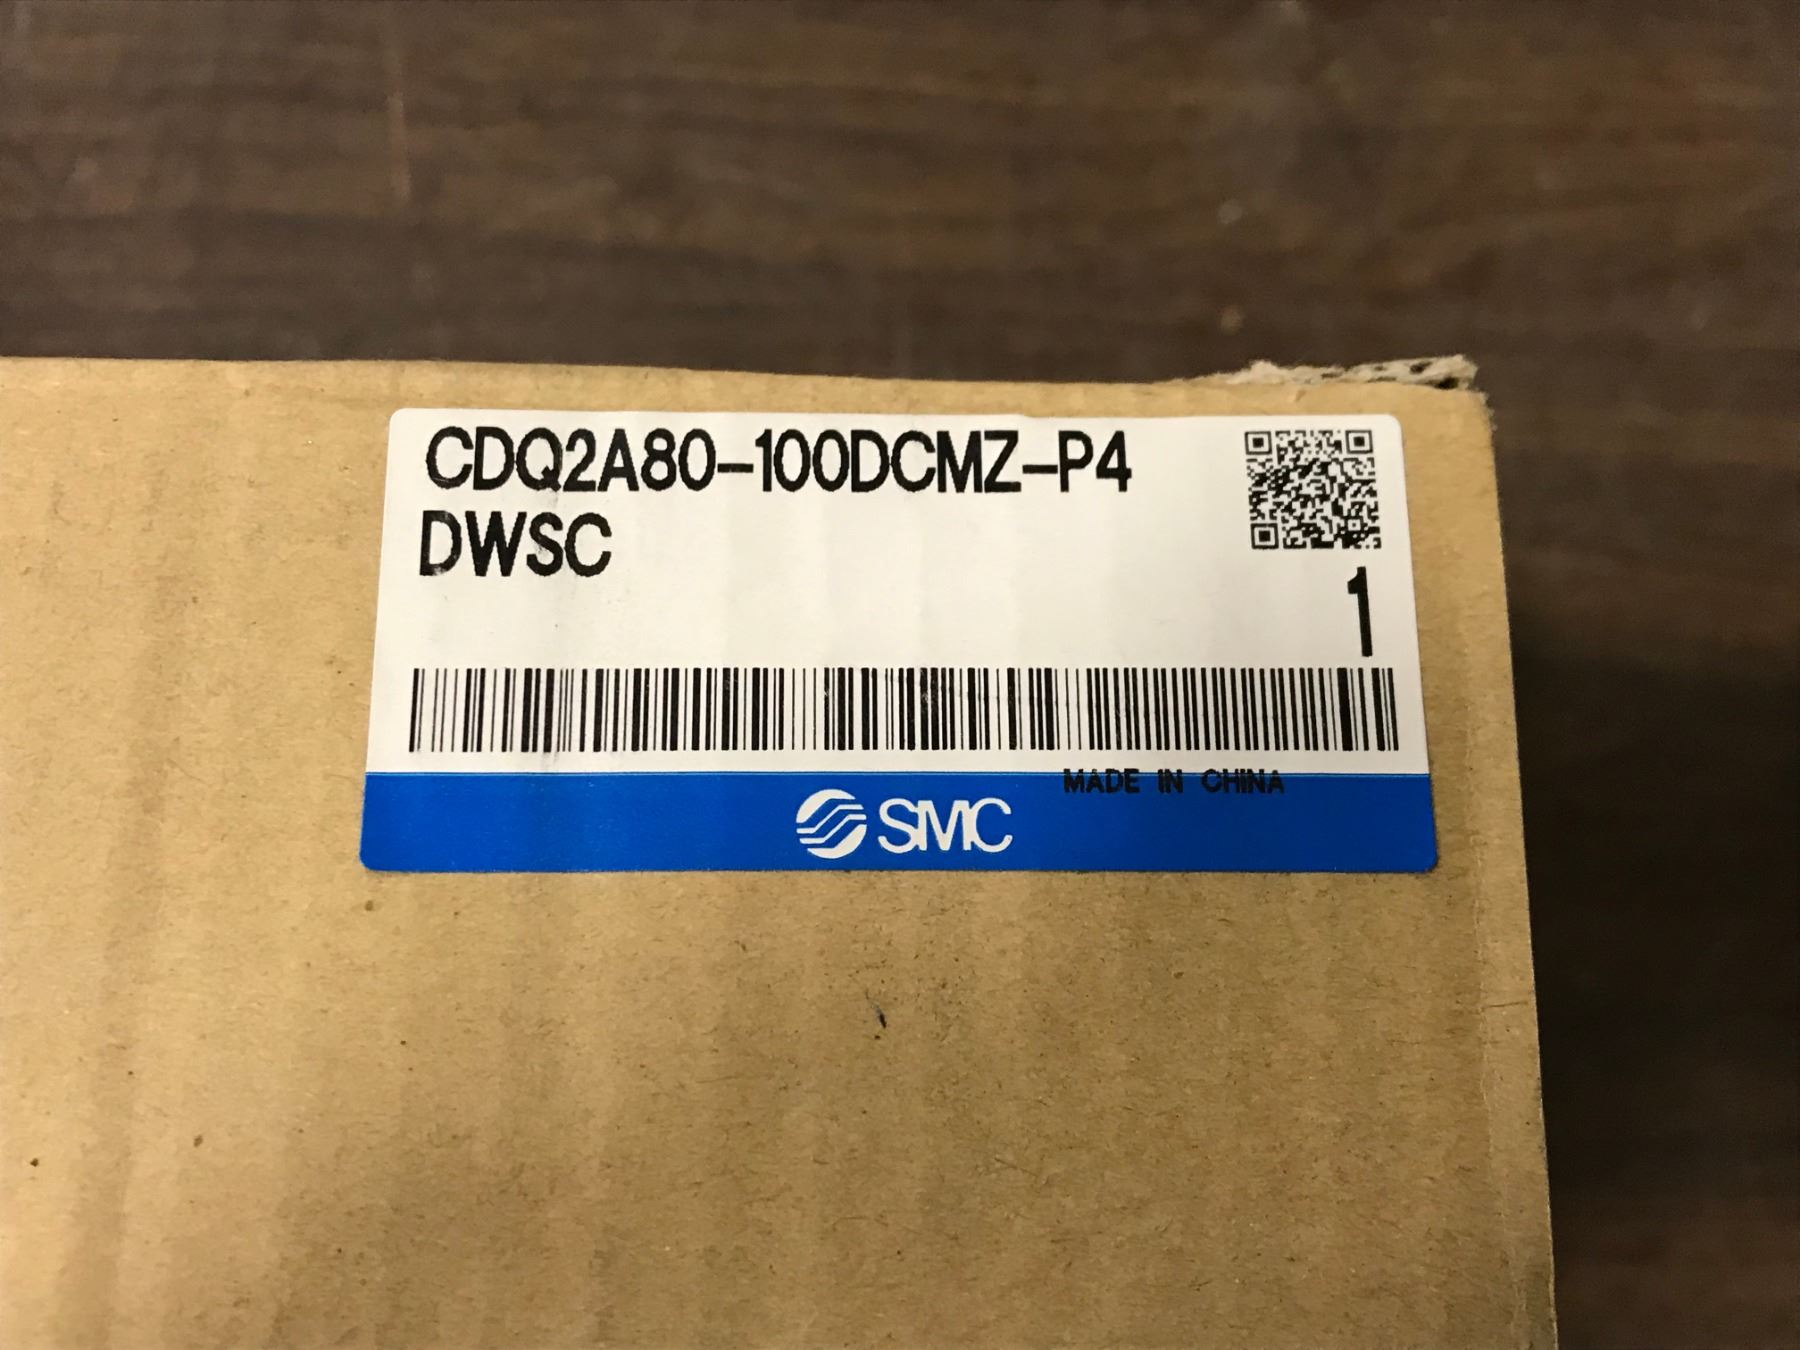 CDQ2A80-100DCMZ-P4
DWSC
1
MADE IN CHINA
SMC